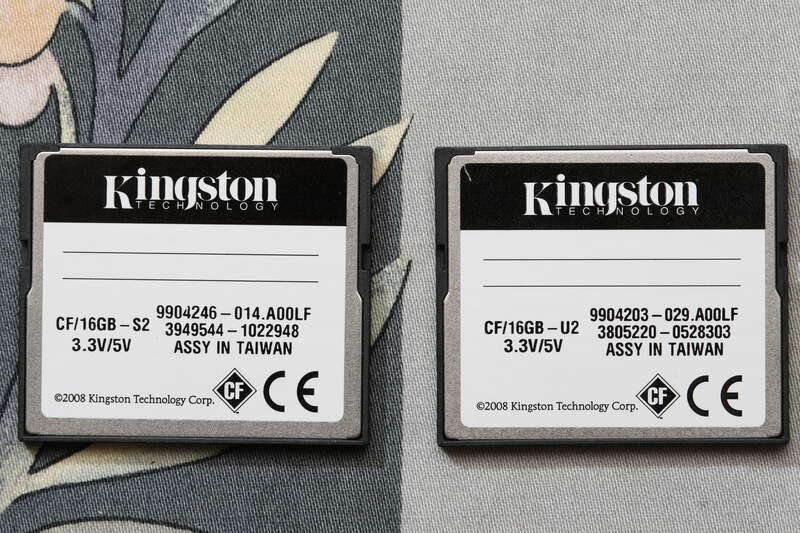 Kingston
TECHNOLOGY
CF/16GB-S2
3.3V/5V
9904246-014.A00LF
3949544-1022948
ASSY IN TAIWAN
©2008 Kingston Technology Corp.
CF
CE
Kingston
TECHNOLOGY
CF/16GB-U2
3.3V/5V
9904203-029.A00LF
3805220-0528303
ASSY IN TAIWAN
©2008 Kingston Technology Corp.
CF
CE